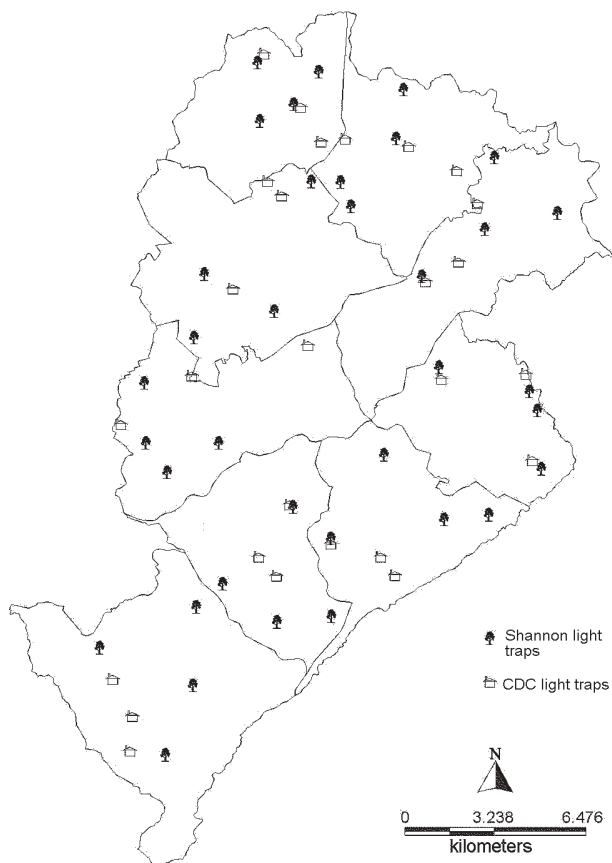 Shannon light
traps
CDC light traps
N
0 3.238 6.476
kilometers